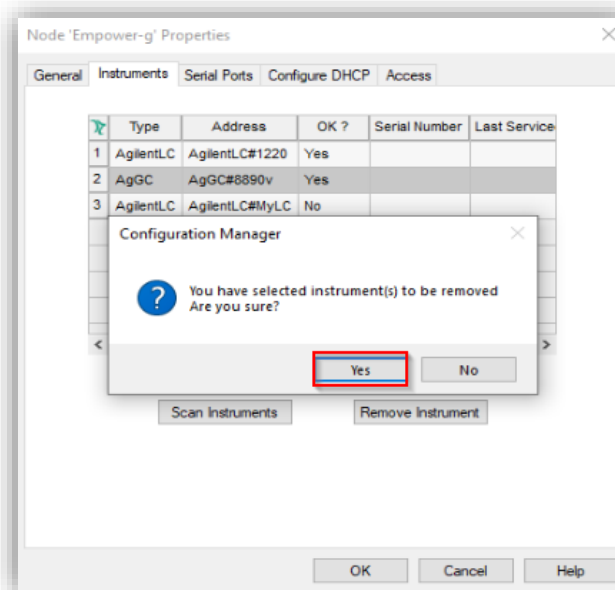 Node 'Empower-g' Properties
General Instruments Serial Ports Configure DHCP Access
Type Address OK ? Serial Number Last Service
1 AgilentLC AgilentLC#1220 Yes
2 AgGC AgGC#8890v Yes
3 AgilentLC AgilentLC#MyLC No
Configuration Manager
You have selected instrument(s) to be removed
Are you sure?
Yes No
Scan Instruments Remove Instrument
OK Cancel Help